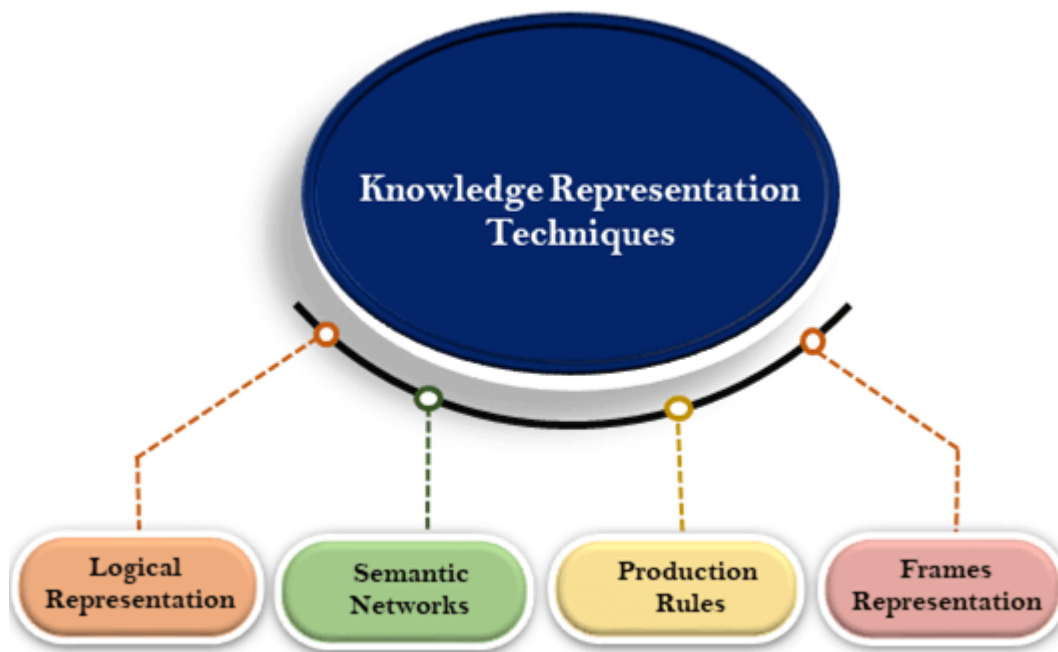 Knowledge Representation
Techniques
Logical
Representation
Semantic
Networks
Production
Rules
Frames
Representation